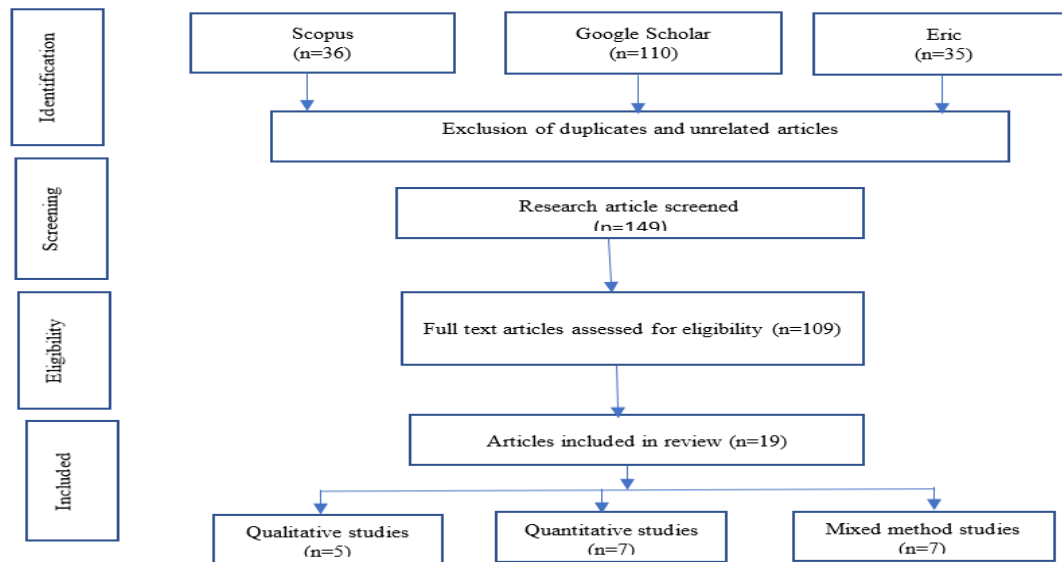 Identification
Scopus
(n=36)
Google Scholar
(n=110)
Eric
(n=35)
Exclusion of duplicates and unrelated articles
Screening
Research article screened
(n=149)
Eligibility
Full text articles assessed for eligibility (n=109)
Included
Articles included in review (n=19)
Qualitative studies
(n=5)
Quantitative studies
(n=7)
Mixed method studies
(n=7)